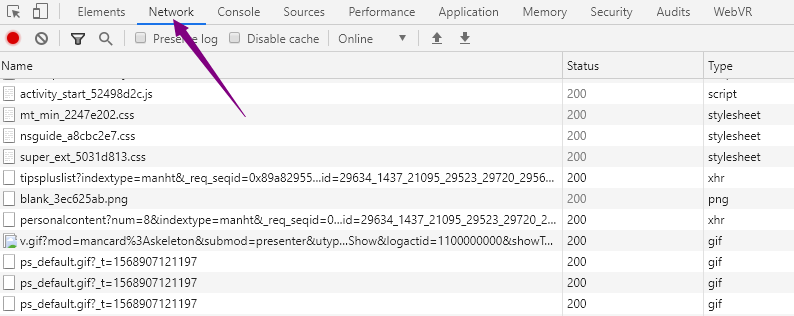 Elements Network Console Sources Performance Application Memory Security Audits WebVR
Preserve log Disable cache Online
Name Status Type
activity_start_52498d2c.js 200 script
mt_min_2247e202.css 200 stylesheet
nsguide_a8cbc2e7.css 200 stylesheet
super_ext_5031d813.css 200 stylesheet
tipspluslist?indextype=manht&_req_seqid=0x89a82955...id=29634_1437_21095_29523_29720_2956... 200 xhr
blank_3ec625ab.png 200 png
personalcontent?num=8&indextype=manht&_req_seqid=0...id=29634_1437_21095_29523_29720_2... 200 xhr
v.gif?mod=mancard%3Askeleton&submod=presenter&utyp...Show&logactid=1100000000&showT... 200 gif
ps_default.gif?_t=1568907121197 200 gif
ps_default.gif?_t=1568907121197 200 gif
ps_default.gif?_t=1568907121197 200 gif